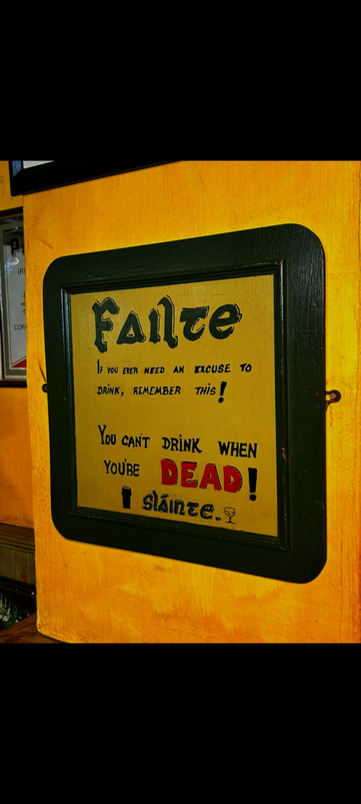 Failte
IF YOU EVER NEED AN EXCUSE TO
DRINK, REMEMBER THIS!
YOU CAN'T DRINK WHEN
YOU'RE DEAD!
Sláinte.